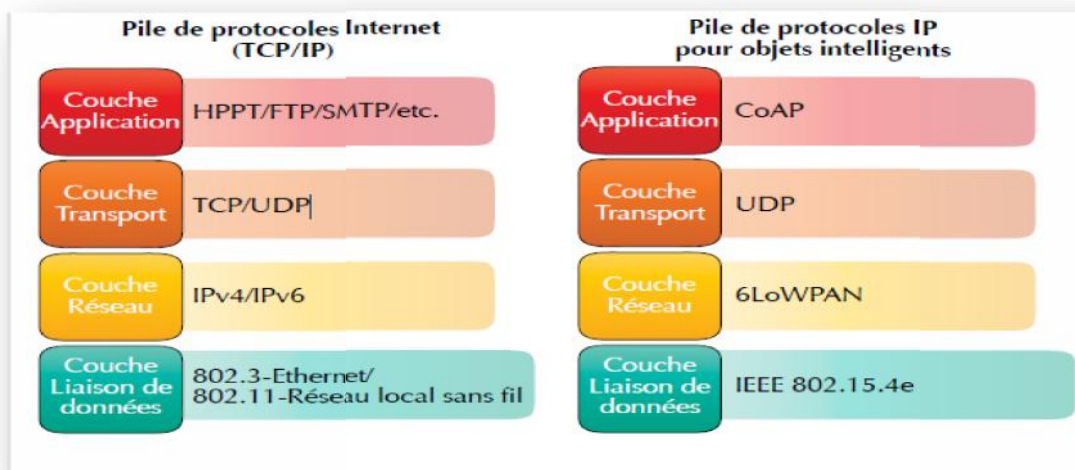 Pile de protocoles Internet
(TCP/IP)
Couche
Application
HPPT/FTP/SMTP/etc.
Couche
Transport
TCP/UDP
Couche
Réseau
IPv4/IPv6
Couche
Liaison de
données
802.3-Ethernet/
802.11-Réseau local sans fil
Pile de protocoles IP
pour objets intelligents
Couche
Application
CoAP
Couche
Transport
UDP
Couche
Réseau
6LoWPAN
Couche
Liaison de
données
IEEE 802.15.4e